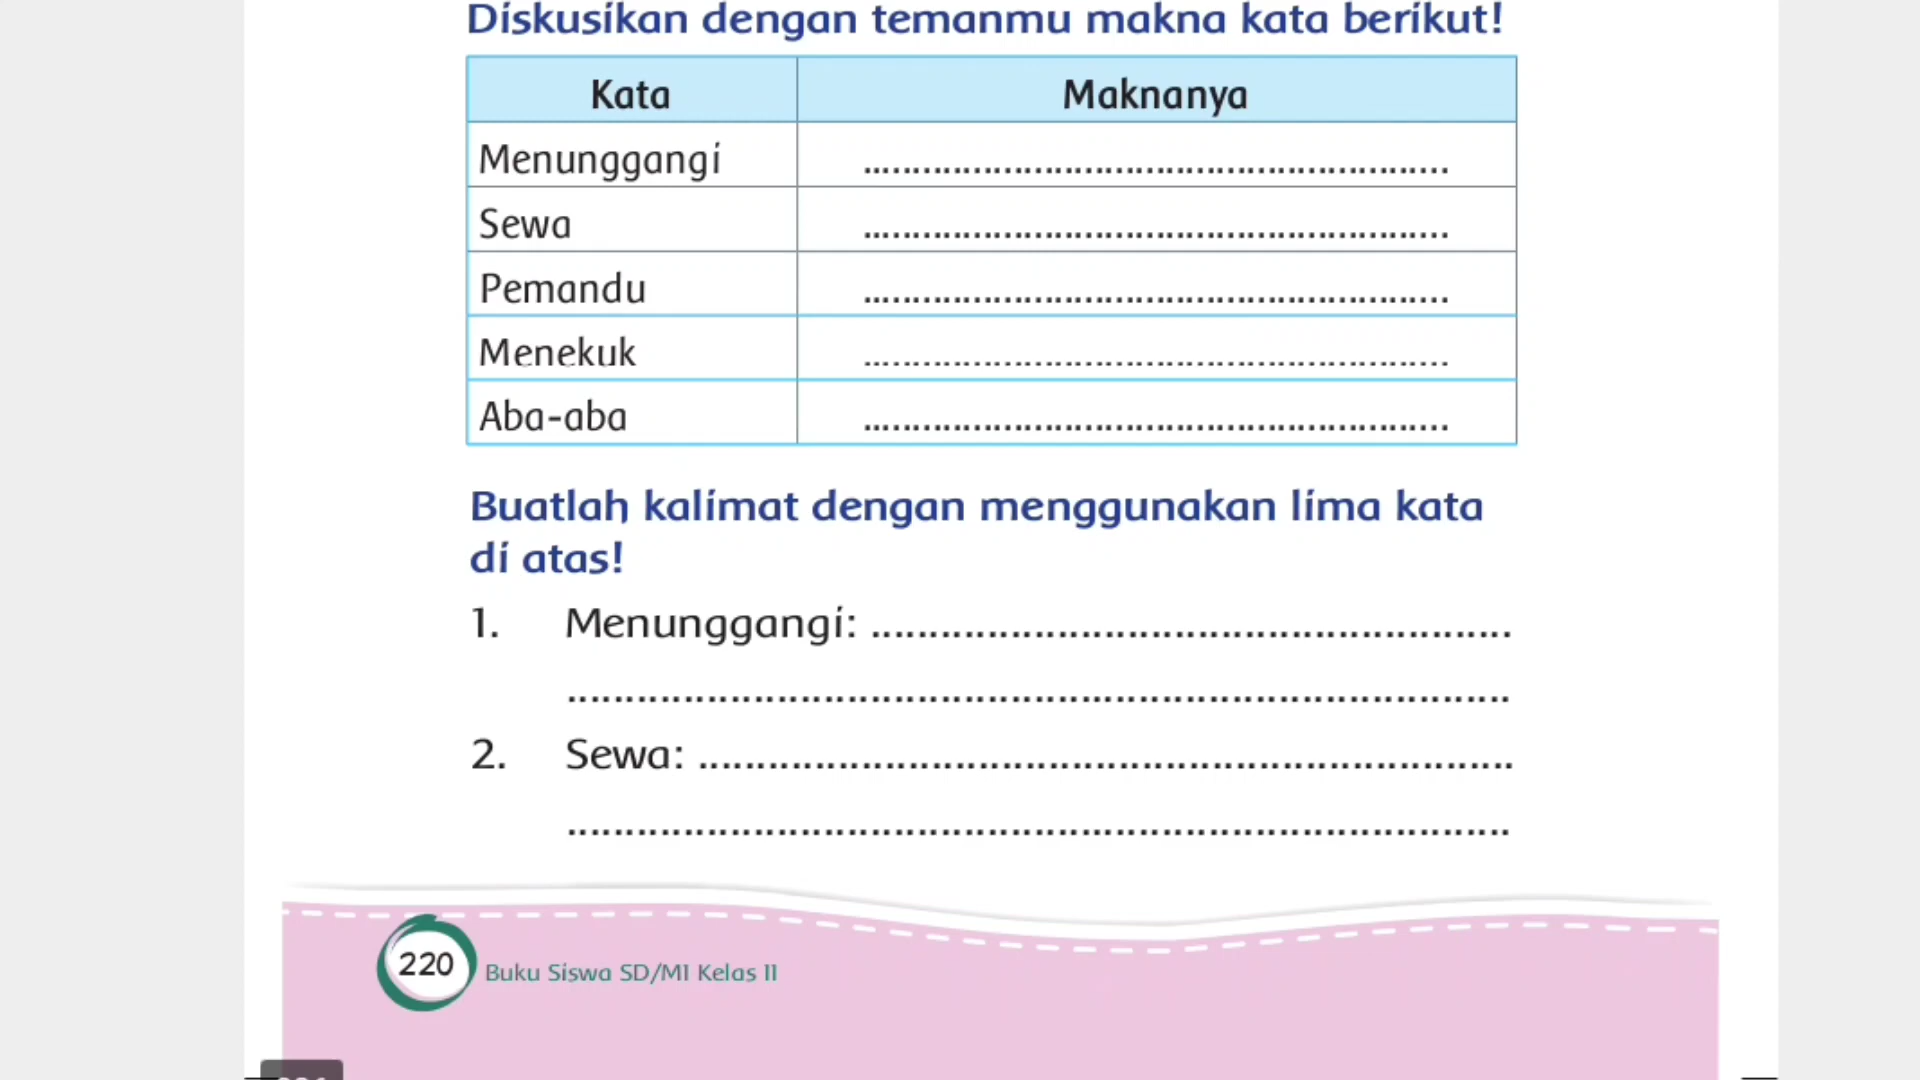 Diskusikan dengan temanmu makna kata berikut!
Kata Maknanya
Menunggangi ..........................................................
Sewa ..........................................................
Pemandu ..........................................................
Menekuk ..........................................................
Aba-aba ..........................................................
Buatlah kalimat dengan menggunakan lima kata
di atas!
1. Menunggangi: .......................................................
................................................................................
2. Sewa: .....................................................................
................................................................................
220 Buku Siswa SD/MI Kelas II